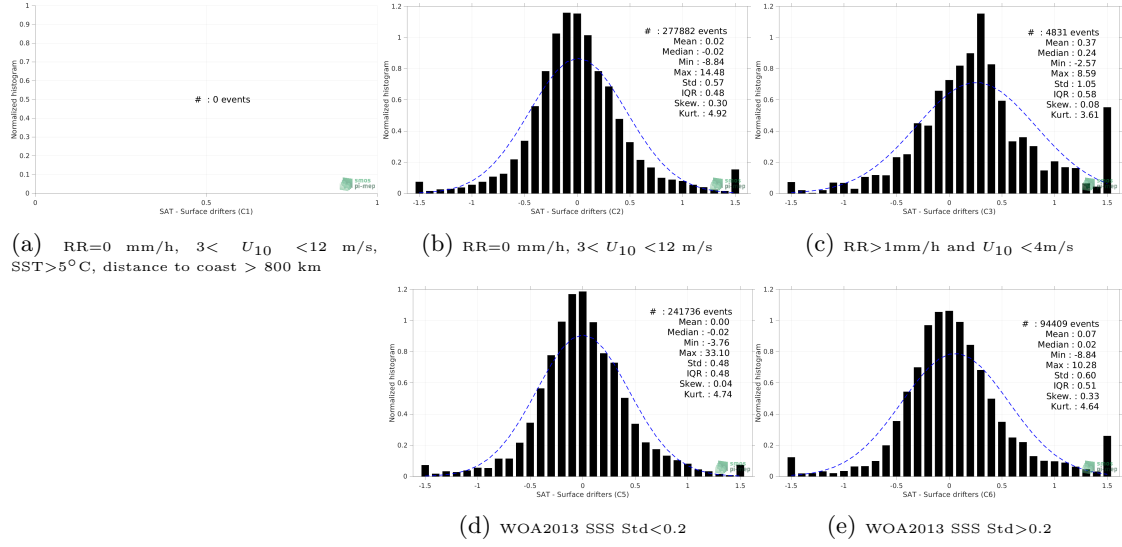 1
0.9
0.8
0.7
0.6
0.5
0.4
0.3
0.2
0.1
0
Normalized histogram
# : 0 events
0 0.5 1
SAT - Surface drifters (C1)
smos
pi-mep
(a) RR=0 mm/h, 3< U10 <12 m/s,
SST>5°C, distance to coast > 800 km
1.2
1
0.8
0.6
0.4
0.2
0
Normalized histogram
# : 277882 events
Mean : 0.02
Median : -0.02
Min : -8.84
Max : 14.48
Std : 0.57
IQR : 0.48
Skew. : 0.30
Kurt. : 4.92
-1.5 -1 -0.5 0 0.5 1 1.5
SAT - Surface drifters (C2)
smos
pi-mep
(b) RR=0 mm/h, 3< U10 <12 m/s
1.2
1
0.8
0.6
0.4
0.2
0
Normalized histogram
# : 4831 events
Mean : 0.37
Median : 0.24
Min : -2.57
Max : 8.59
Std : 1.05
IQR : 0.58
Skew. : 0.08
Kurt. : 3.61
-1.5 -1 -0.5 0 0.5 1 1.5
SAT - Surface drifters (C3)
smos
pi-mep
(c) RR>1mm/h and U10 <4m/s
1.2
1
0.8
0.6
0.4
0.2
0
Normalized histogram
# : 241736 events
Mean : 0.00
Median : -0.02
Min : -3.76
Max : 33.10
Std : 0.48
IQR : 0.48
Skew. : 0.04
Kurt. : 4.74
-1.5 -1 -0.5 0 0.5 1 1.5
SAT - Surface drifters (C5)
smos
pi-mep
(d) WOA2013 SSS Std<0.2
1.2
1
0.8
0.6
0.4
0.2
0
Normalized histogram
# : 94409 events
Mean : 0.07
Median : 0.02
Min : -8.84
Max : 10.28
Std : 0.60
IQR : 0.51
Skew. : 0.33
Kurt. : 4.64
-1.5 -1 -0.5 0 0.5 1 1.5
SAT - Surface drifters (C6)
smos
pi-mep
(e) WOA2013 SSS Std>0.2